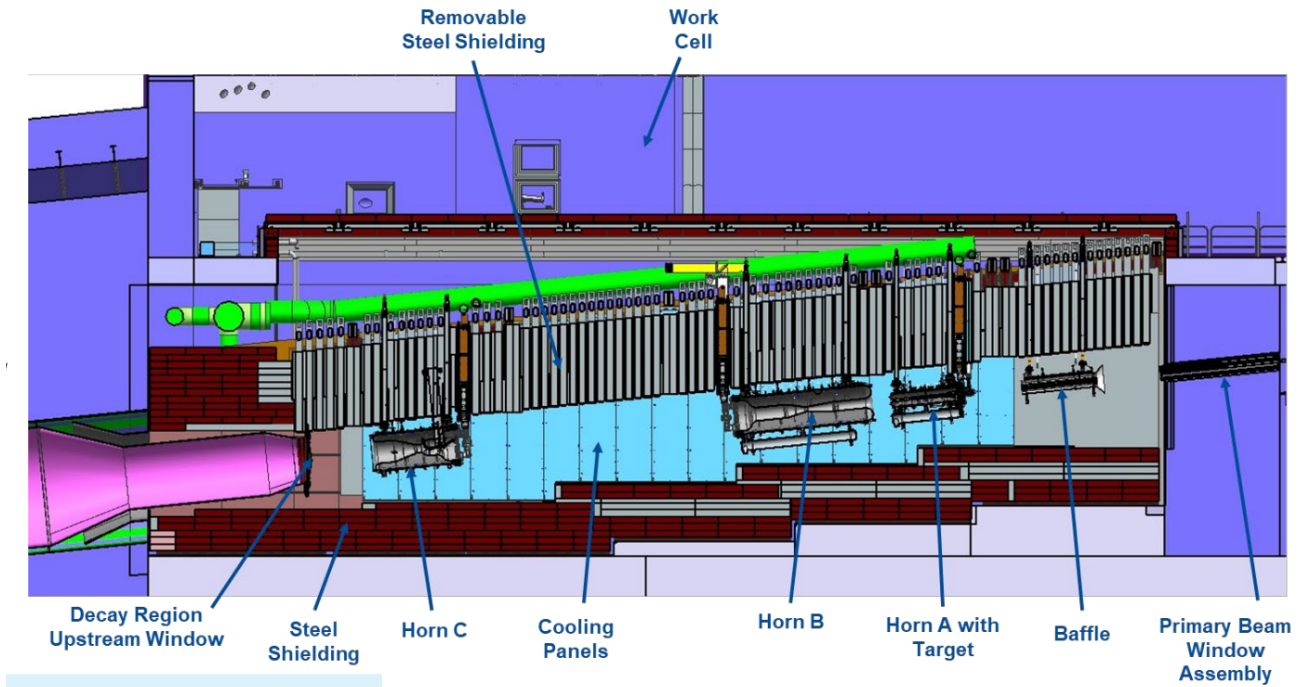 Removable
Steel Shielding
Work
Cell
Decay Region
Upstream Window
Steel
Shielding
Horn C
Cooling
Panels
Horn B
Horn A with
Target
Baffle
Primary Beam
Window
Assembly